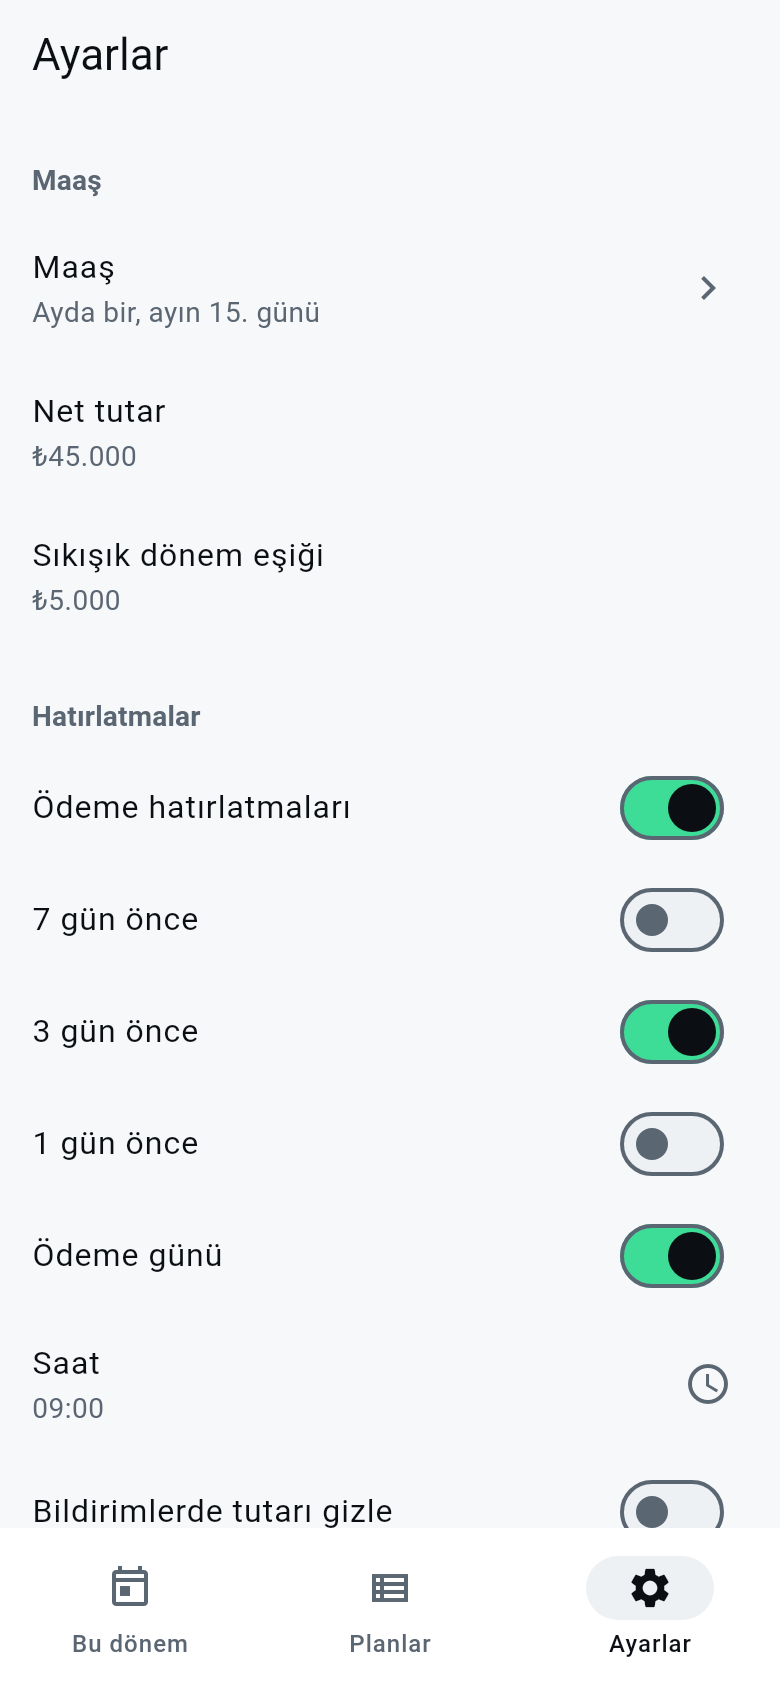 Ayarlar
Maaş
Maaş
Ayda bir, ayın 15. günü
Net tutar
₺45.000
Sıkışık dönem eşiği
₺5.000
Hatırlatmalar
Ödeme hatırlatmaları
7 gün önce
3 gün önce
1 gün önce
Ödeme günü
Saat
09:00
Bildirimlerde tutarı gizle
Bu dönem
Planlar
Ayarlar